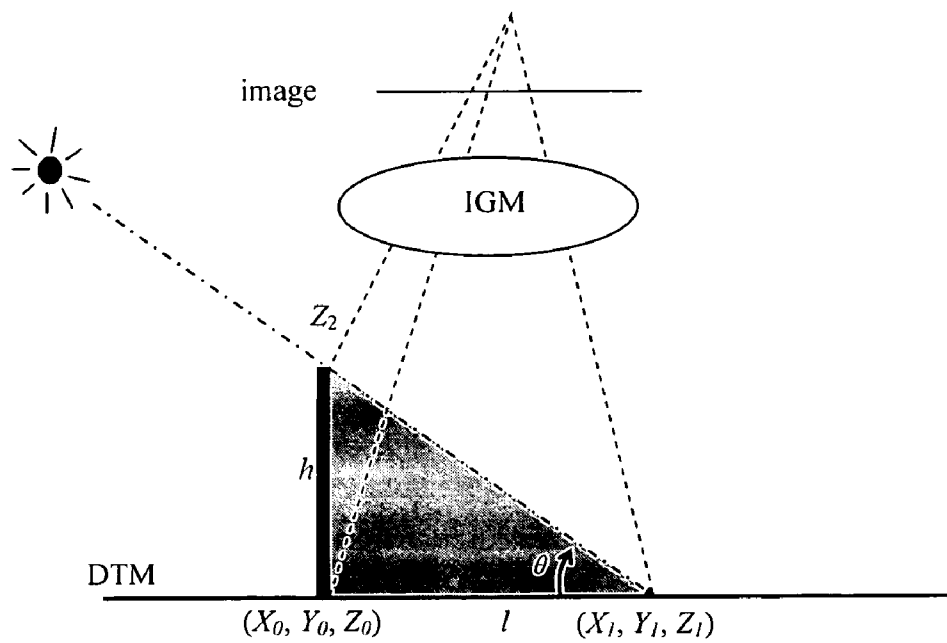 image
IGM
Z₂
h
θ
DTM
(X₀, Y₀, Z₀) l (X₁, Y₁, Z₁)